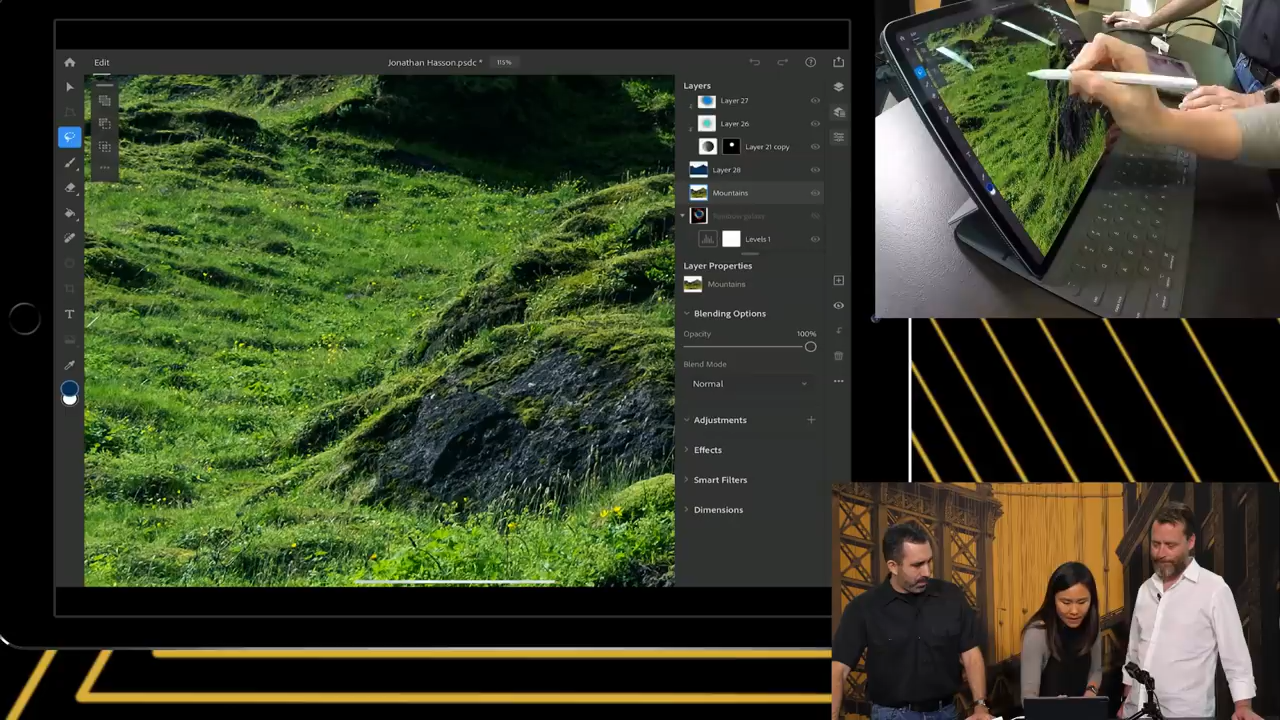 Edit
Jonathan Hasson.psdc *
115%
Layers
Layer 27
Layer 26
Layer 21 copy
Layer 28
Mountains
Levels 1
Layer Properties
Mountains
Blending Options
Opacity
100%
Blend Mode
Normal
Adjustments
Effects
Smart Filters
Dimensions
T